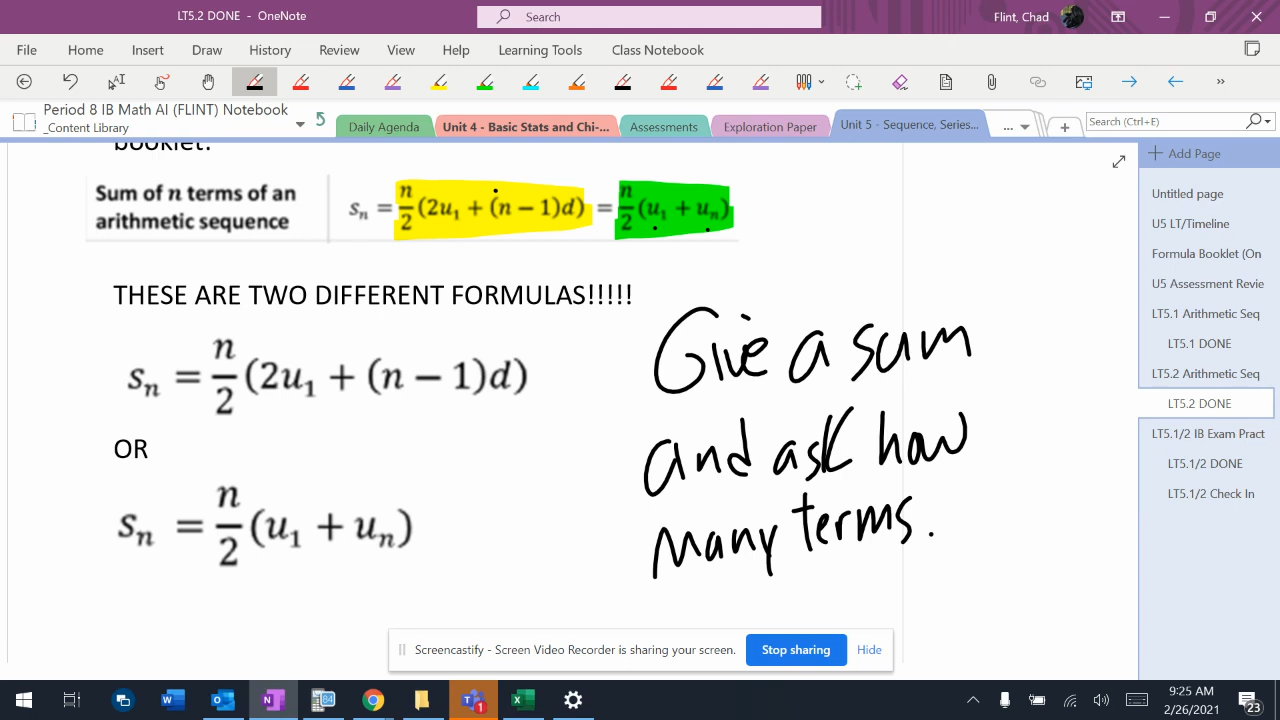 LT5.2 DONE - OneNote
Search
Flint, Chad
File Home Insert Draw History Review View Help Learning Tools Class Notebook
Period 8 IB Math AI (FLINT) Notebook
_Content Library
Daily Agenda
Unit 4 - Basic Stats and Chi-...
Assessments
Exploration Paper
Unit 5 - Sequence, Series...
...
Search (Ctrl+E)
Add Page
Untitled page
U5 LT/Timeline
Formula Booklet (On
U5 Assessment Revie
LT5.1 Arithmetic Seq
LT5.1 DONE
LT5.2 Arithmetic Seq
LT5.2 DONE
LT5.1/2 IB Exam Pract
LT5.1/2 DONE
LT5.1/2 Check In
booklet:
Sum of n terms of an
arithmetic sequence
sₙ = n/2 (2u₁ + (n − 1)d) = n/2 (u₁ + uₙ)
THESE ARE TWO DIFFERENT FORMULAS!!!!!
sₙ = n/2 (2u₁ + (n − 1)d)
OR
sₙ = n/2 (u₁ + uₙ)
Give a sum
and ask how
many terms.
Screencastify - Screen Video Recorder is sharing your screen.
Stop sharing
Hide
84
1
9:25 AM
2/26/2021
23